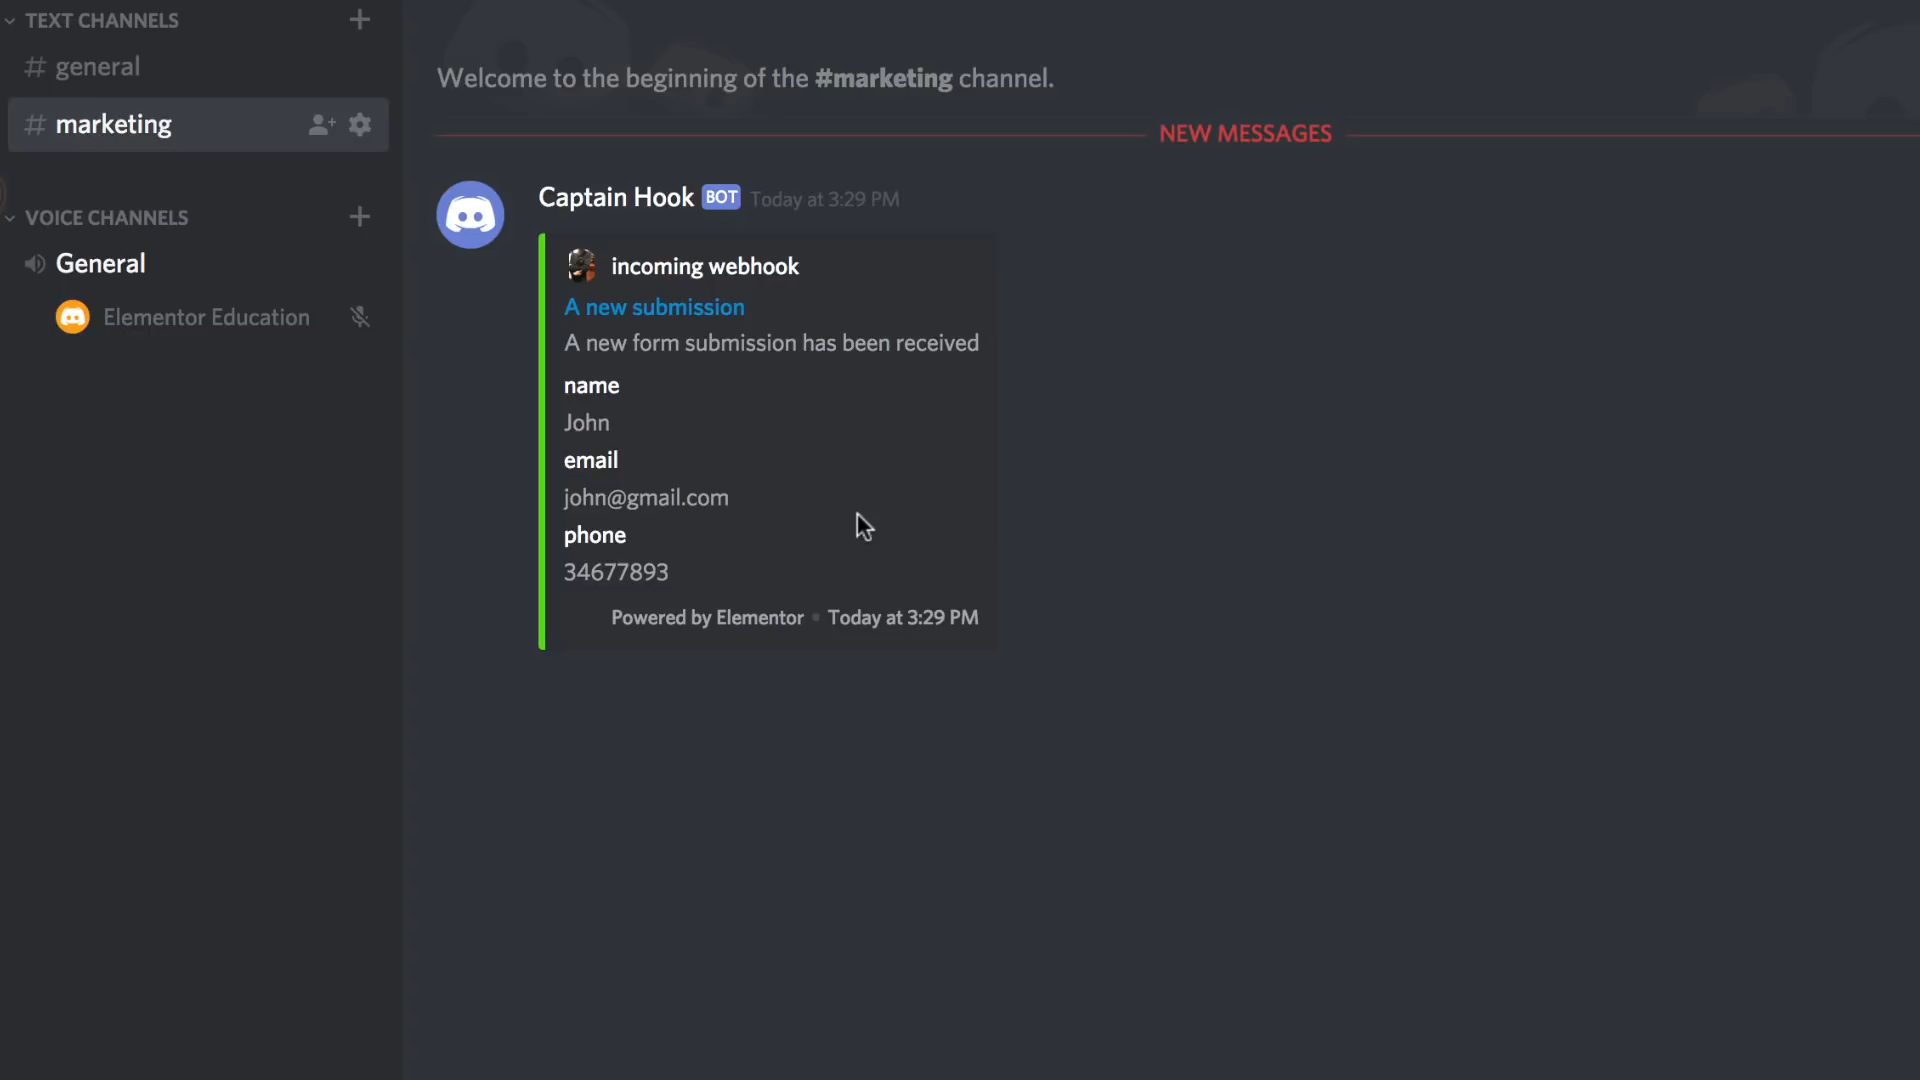 TEXT CHANNELS
# general
# marketing
VOICE CHANNELS
General
Elementor Education
Welcome to the beginning of the #marketing channel.
NEW MESSAGES
Captain Hook BOT Today at 3:29 PM
incoming webhook
A new submission
A new form submission has been received
name
John
email
john@gmail.com
phone
34677893
Powered by Elementor • Today at 3:29 PM